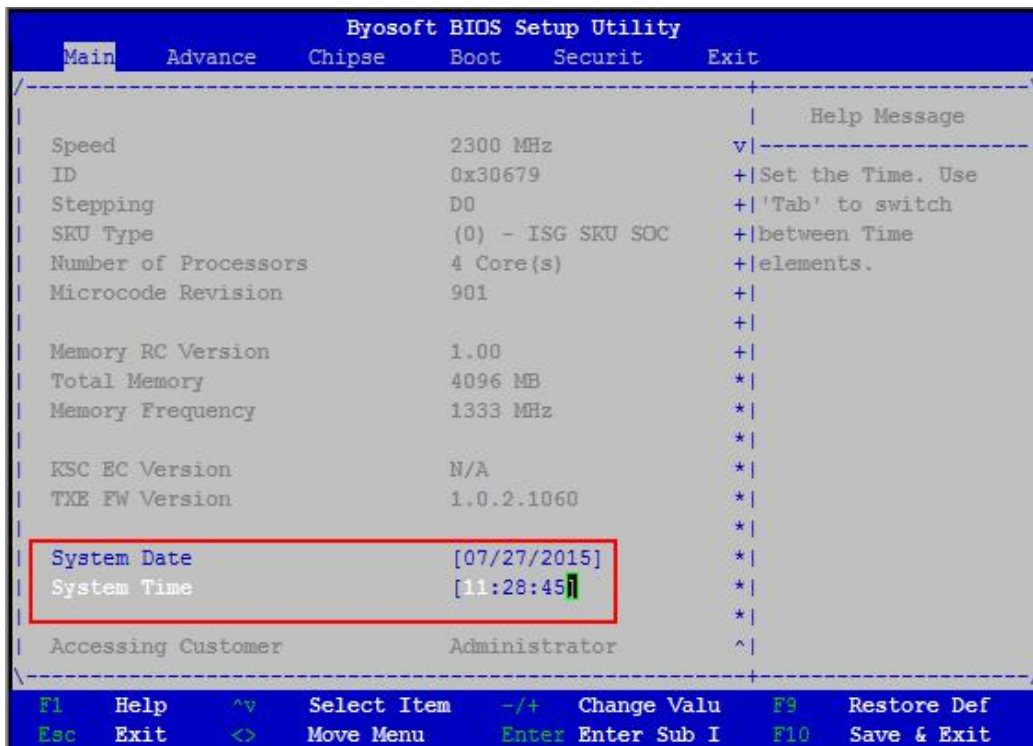 Byosoft BIOS Setup Utility
Main Advance Chipse Boot Securit Exit
Help Message
Speed 2300 MHz
ID 0x30679 Set the Time. Use
Stepping D0 'Tab' to switch
SKU Type (0) - ISG SKU SOC between Time
Number of Processors 4 Core(s) elements.
Microcode Revision 901
Memory RC Version 1.00
Total Memory 4096 MB
Memory Frequency 1333 MHz
KSC EC Version N/A
TXE FW Version 1.0.2.1060
System Date [07/27/2015]
System Time [11:28:45]
Accessing Customer Administrator
F1 Help ^v Select Item -/+ Change Valu F9 Restore Def
Esc Exit <> Move Menu Enter Enter Sub I F10 Save & Exit